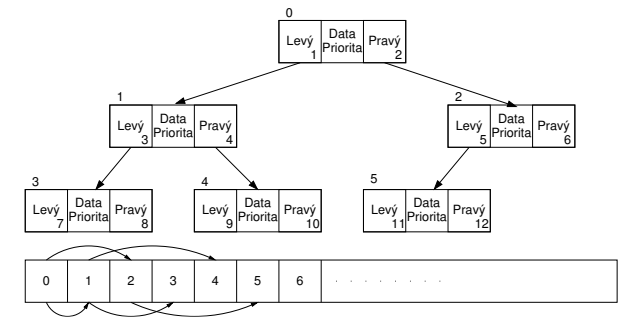 0
Levý 1 Data Priorita Pravý 2
1
Levý 3 Data Priorita Pravý 4
2
Levý 5 Data Priorita Pravý 6
3
Levý 7 Data Priorita Pravý 8
4
Levý 9 Data Priorita Pravý 10
5
Levý 11 Data Priorita Pravý 12
0 1 2 3 4 5 6 . . . . . . . .